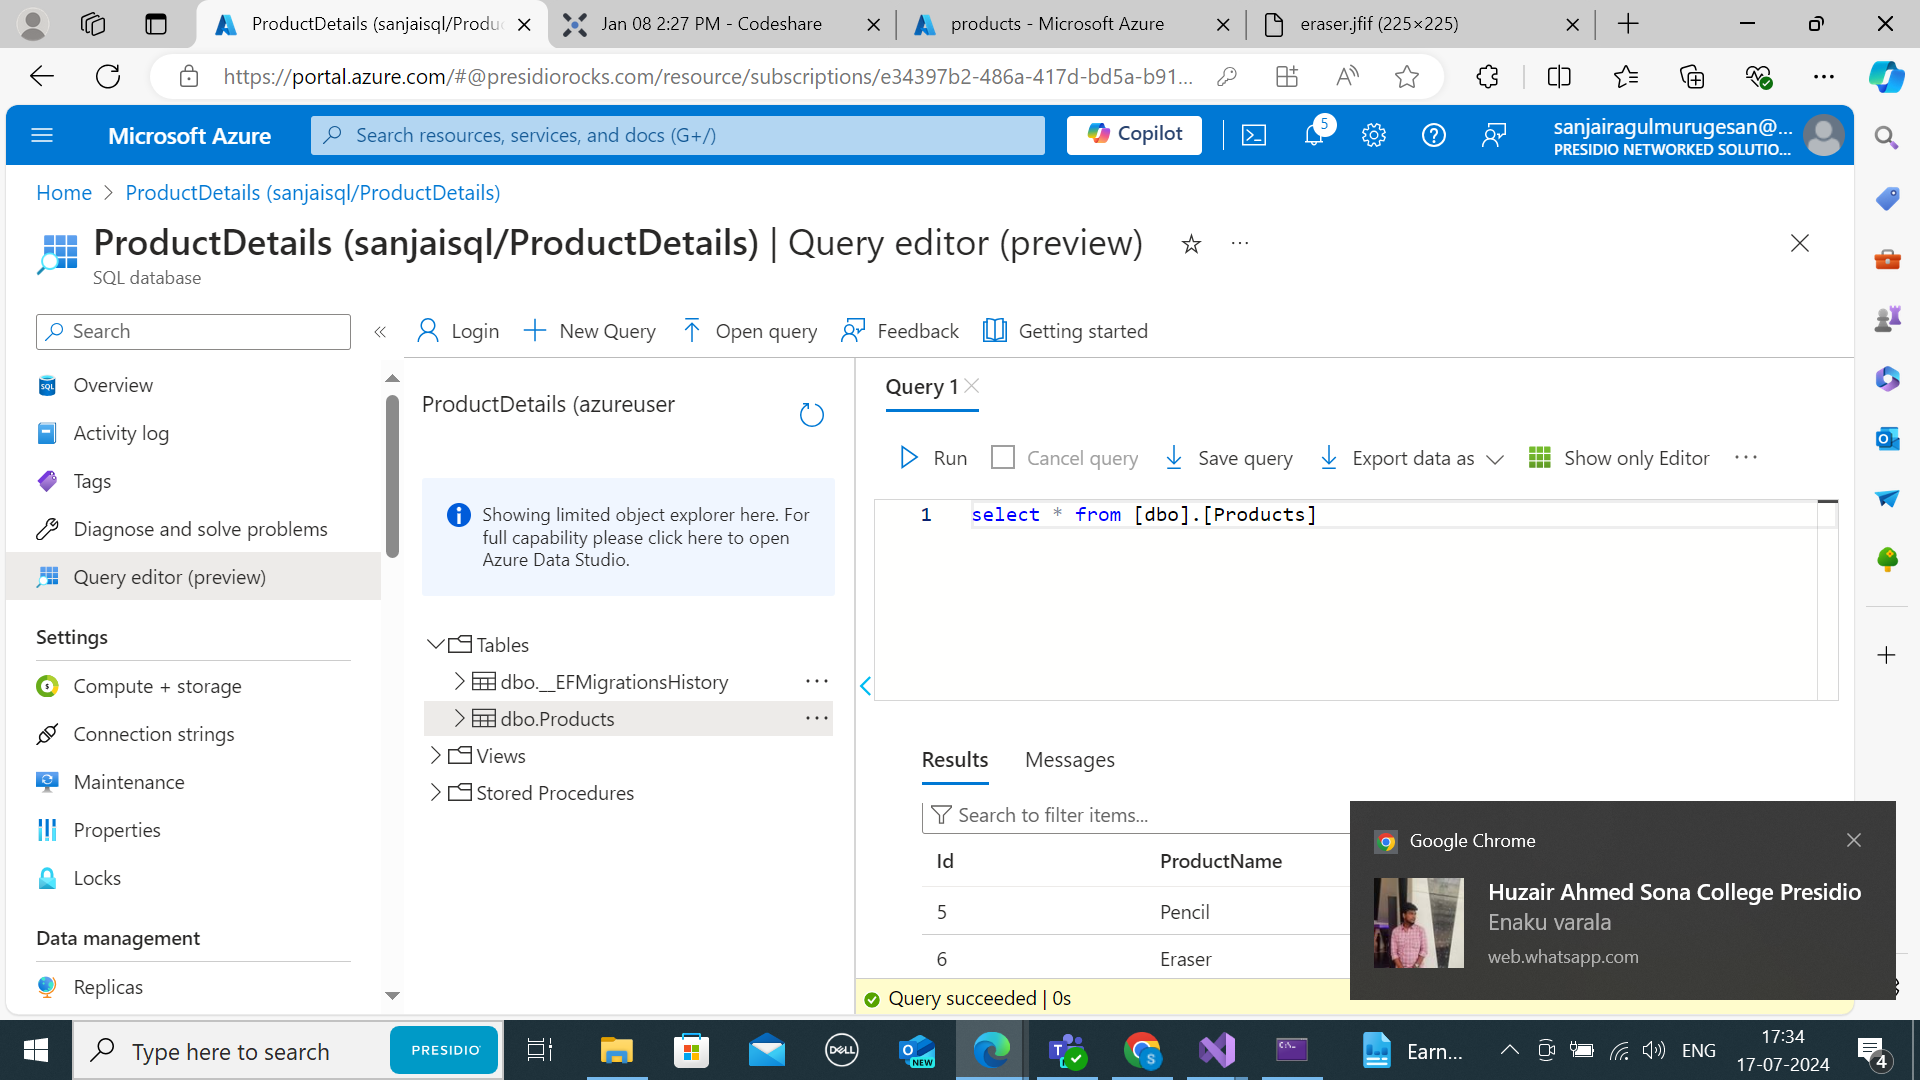 ProductDetails (sanjaisql/Produc
Jan 08 2:27 PM - Codeshare
products - Microsoft Azure
eraser.jfif (225×225)
https://portal.azure.com/#@presidiorocks.com/resource/subscriptions/e34397b2-486a-417d-bd5a-b91...
Microsoft Azure
Search resources, services, and docs (G+/)
Copilot
5
sanjairagulmurugesan@...
PRESIDIO NETWORKED SOLUTIO...
Home > ProductDetails (sanjaisql/ProductDetails)
ProductDetails (sanjaisql/ProductDetails) | Query editor (preview)
SQL database
Search
Overview
Activity log
Tags
Diagnose and solve problems
Query editor (preview)
Settings
Compute + storage
Connection strings
Maintenance
Properties
Locks
Data management
Replicas
Login
New Query
Open query
Feedback
Getting started
ProductDetails (azureuser
Showing limited object explorer here. For
full capability please click here to open
Azure Data Studio.
Tables
dbo.__EFMigrationsHistory
dbo.Products
Views
Stored Procedures
Query 1
Run
Cancel query
Save query
Export data as
Show only Editor
1 select * from [dbo].[Products]
Results
Messages
Search to filter items...
Id ProductName
5 Pencil
6 Eraser
Query succeeded | 0s
Google Chrome
Huzair Ahmed Sona College Presidio
Enaku varala
web.whatsapp.com
Type here to search
PRESIDIO
DELL
NEW
Earn...
ENG
17:34
17-07-2024
4